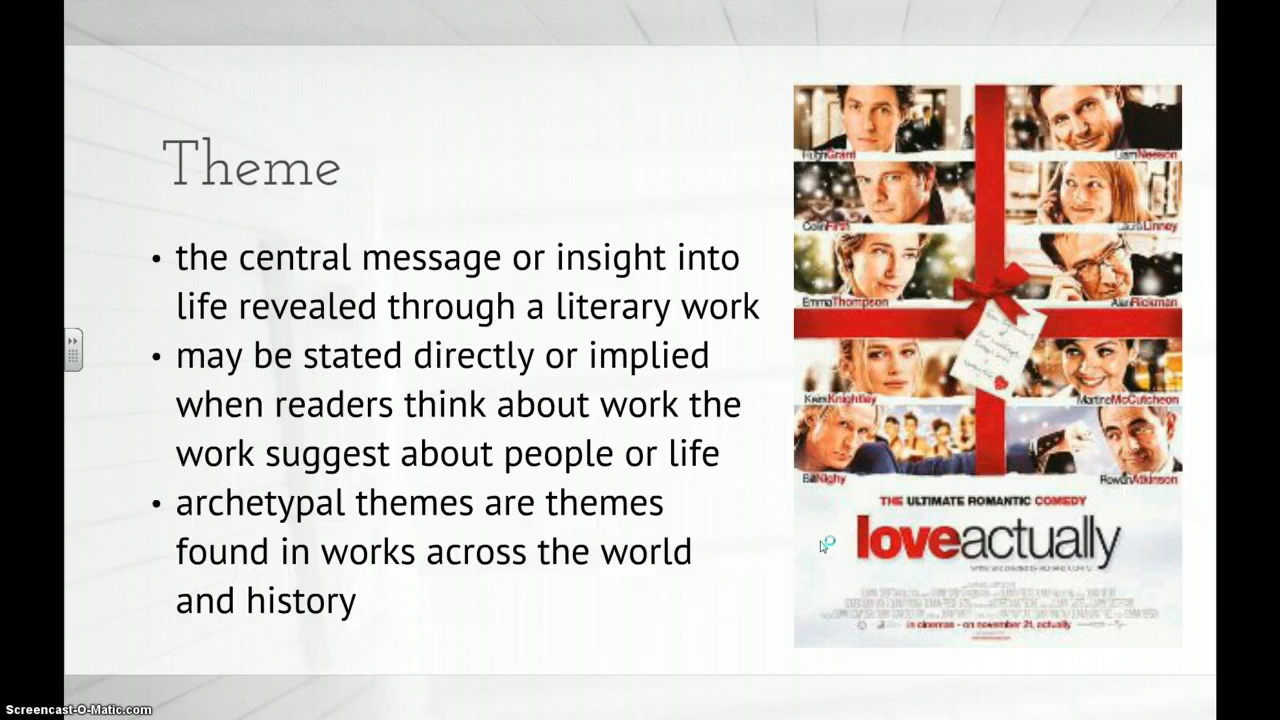 Theme
• the central message or insight into
life revealed through a literary work
• may be stated directly or implied
when readers think about work the
work suggest about people or life
• archetypal themes are themes
found in works across the world
and history
HughGrant
LiamNeeson
ColinFirth
LauraLinney
EmmaThompson
AlanRickman
KeiraKnightley
MartineMcCutcheon
BillNighy
RowanAtkinson
THE ULTIMATE ROMANTIC COMEDY
loveactually
in cinemas - on november 21, actually
Screencast-O-Matic.com